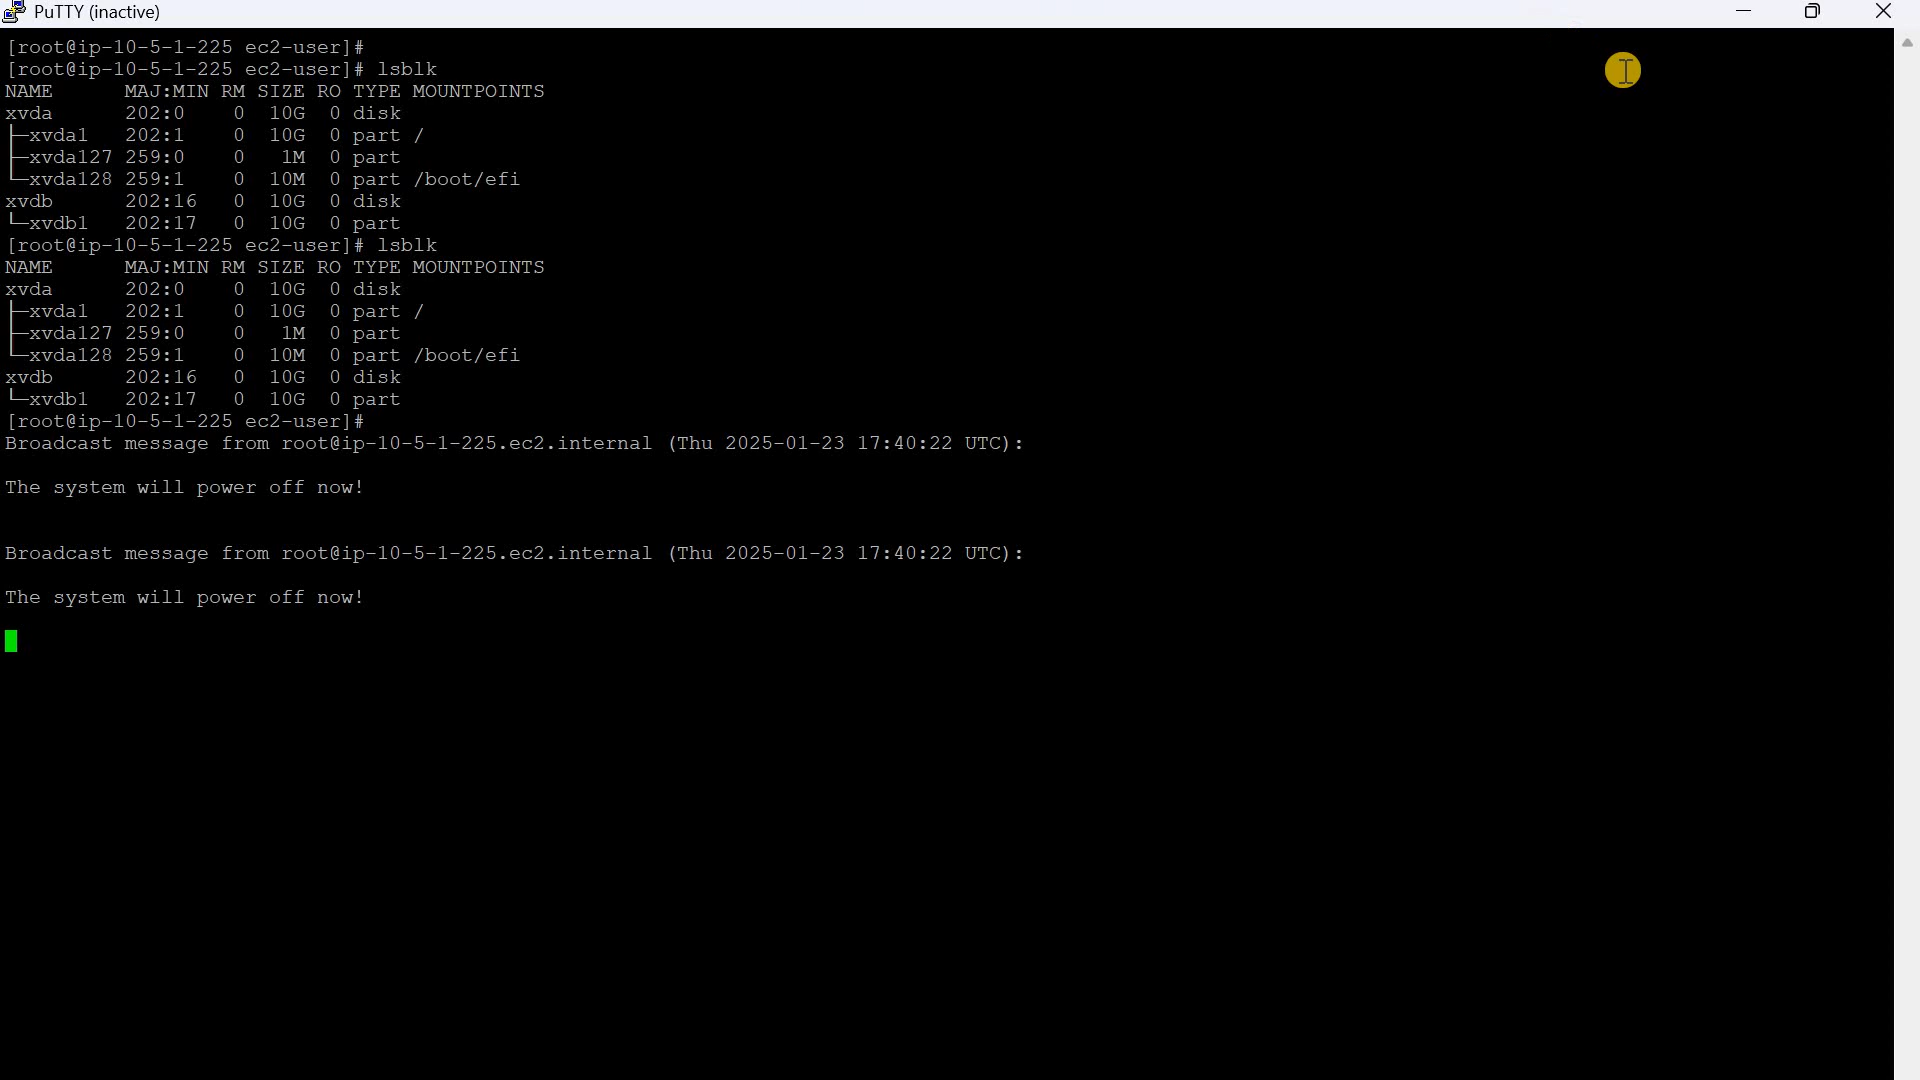 PuTTY (inactive)
[root@ip-10-5-1-225 ec2-user]#
[root@ip-10-5-1-225 ec2-user]# lsblk
NAME      MAJ:MIN RM SIZE RO TYPE MOUNTPOINTS
xvda      202:0    0  10G  0 disk
├─xvda1   202:1    0  10G  0 part /
├─xvda127 259:0    0   1M  0 part
└─xvda128 259:1    0  10M  0 part /boot/efi
xvdb      202:16   0  10G  0 disk
└─xvdb1   202:17   0  10G  0 part
[root@ip-10-5-1-225 ec2-user]# lsblk
NAME      MAJ:MIN RM SIZE RO TYPE MOUNTPOINTS
xvda      202:0    0  10G  0 disk
├─xvda1   202:1    0  10G  0 part /
├─xvda127 259:0    0   1M  0 part
└─xvda128 259:1    0  10M  0 part /boot/efi
xvdb      202:16   0  10G  0 disk
└─xvdb1   202:17   0  10G  0 part
[root@ip-10-5-1-225 ec2-user]#
Broadcast message from root@ip-10-5-1-225.ec2.internal (Thu 2025-01-23 17:40:22 UTC):
The system will power off now!
Broadcast message from root@ip-10-5-1-225.ec2.internal (Thu 2025-01-23 17:40:22 UTC):
The system will power off now!